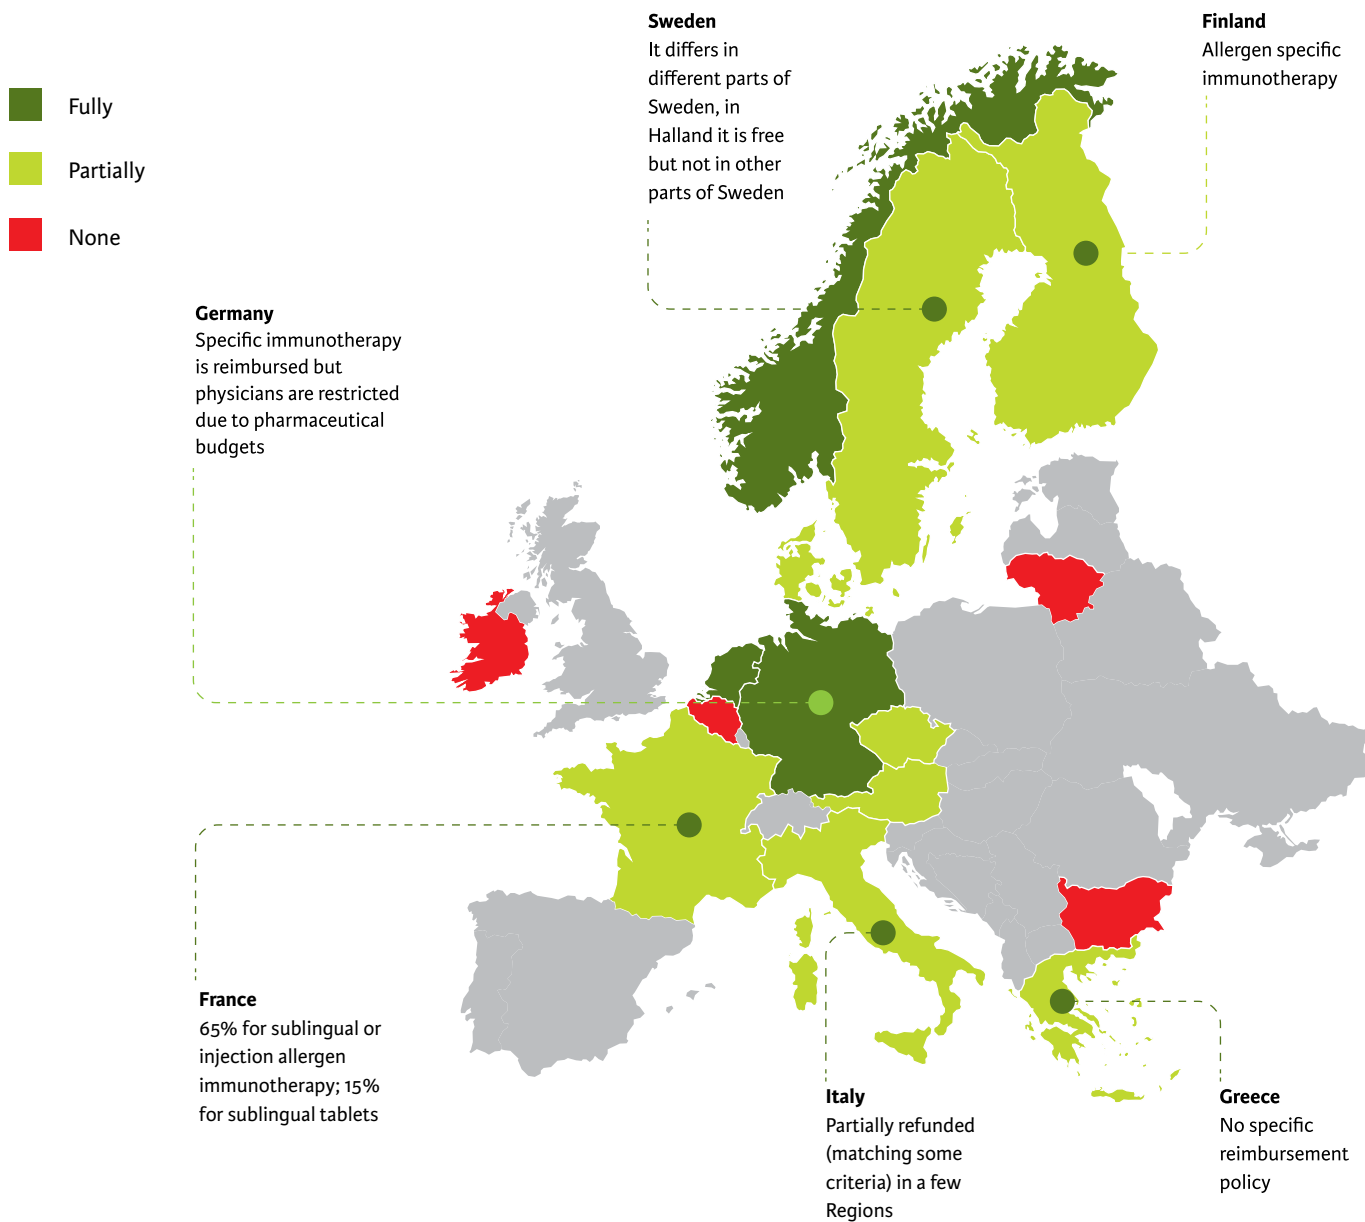 Sweden
It differs in
different parts of
Sweden, in
Halland it is free
but not in other
parts of Sweden
Finland
Allergen specific
immunotherapy
Fully
Partially
None
Germany
Specific immunotherapy
is reimbursed but
physicians are restricted
due to pharmaceutical
budgets
France
65% for sublingual or
injection allergen
immunotherapy; 15%
for sublingual tablets
Italy
Partially refunded
(matching some
criteria) in a few
Regions
Greece
No specific
reimbursement
policy